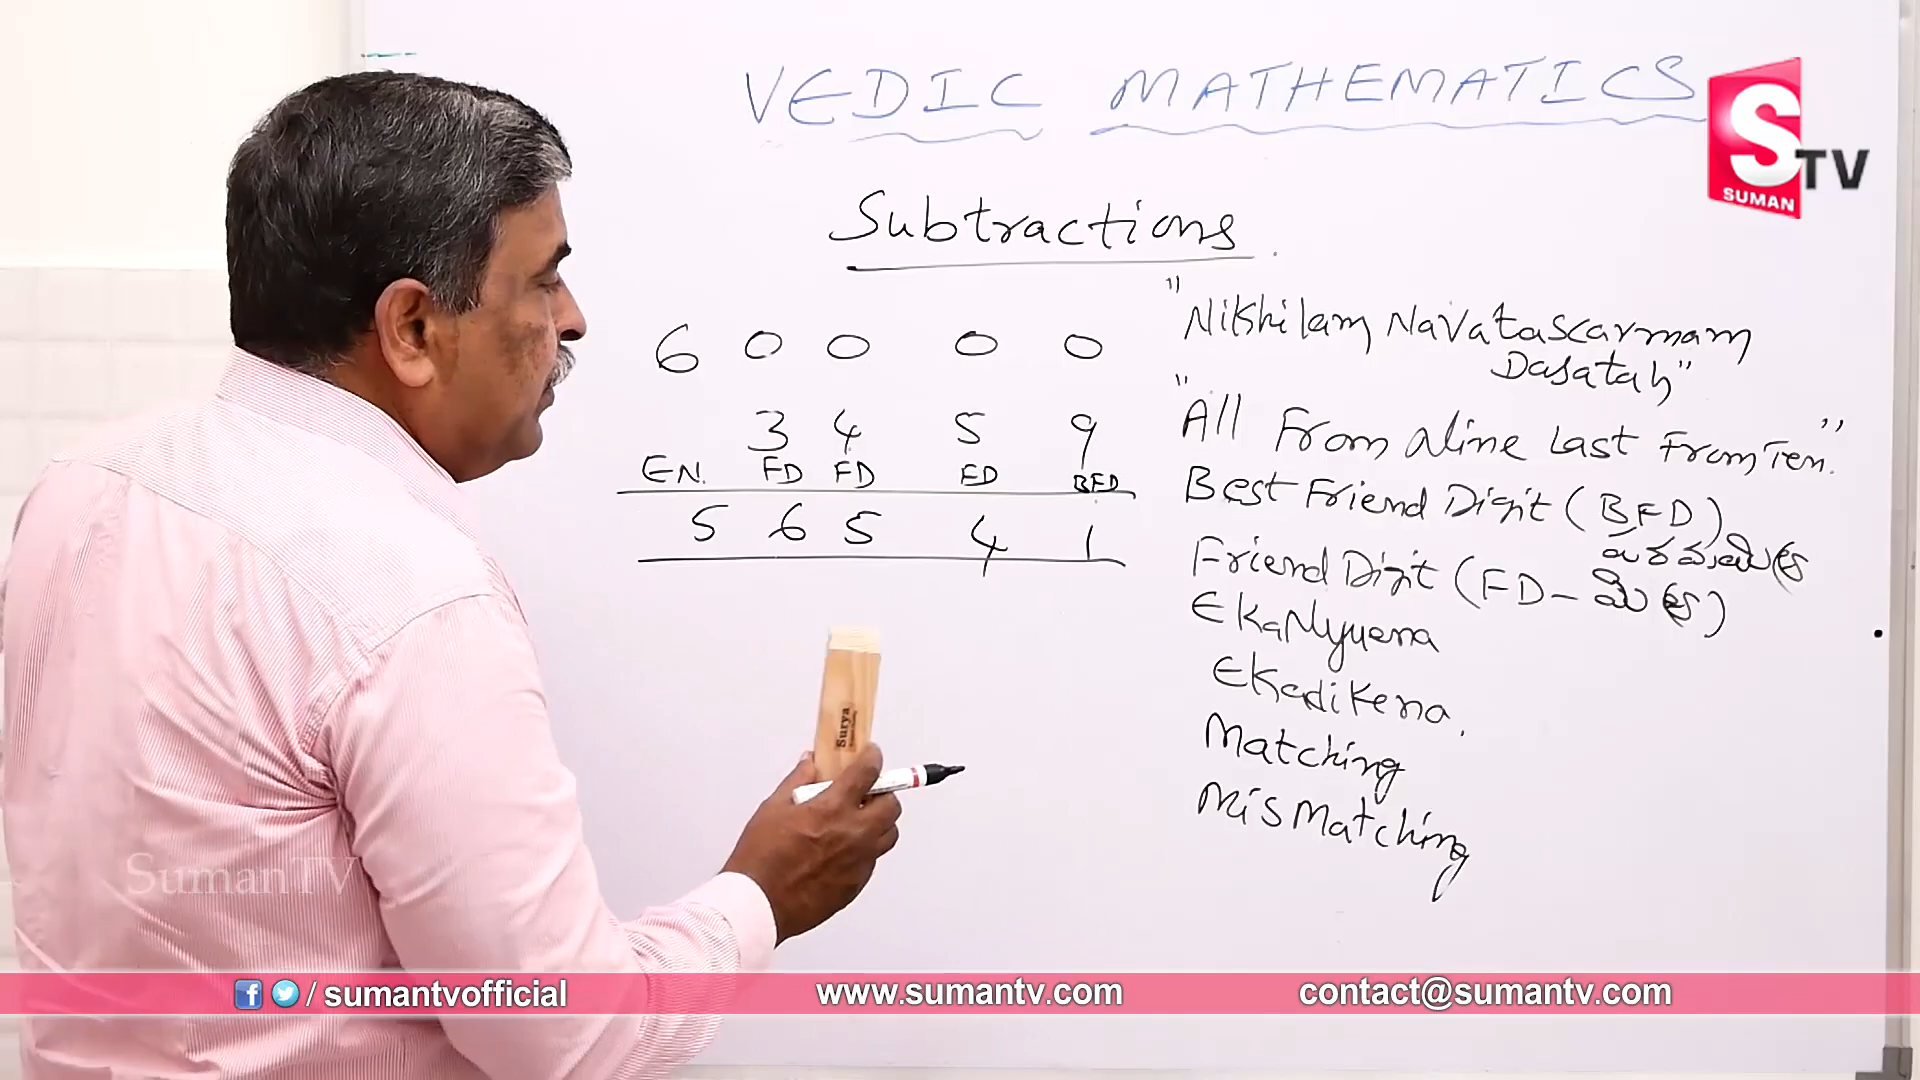 VEDIC MATHEMATICS
S TV
SUMAN
Subtractions
"Nikhilam Navatascarmam
Dasatah"
6 0 0 0 0
3 4 5 9
EN. FD FD FD BFD
5 6 5 4 1
"All From Nine Last From Ten."
Best Friend Digit (BFD)
Friend Digit (FD-
EkaNyuena
Ekadikena.
Matching
MisMatching
Surya
SumanTV
/ sumantvofficial
www.sumantv.com
contact@sumantv.com